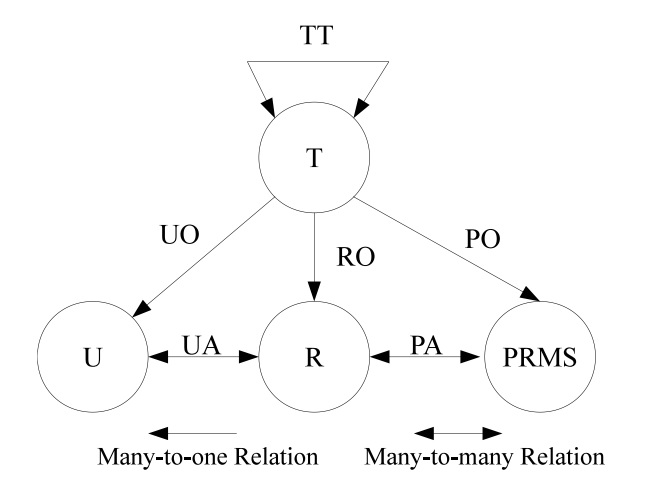 TT
T
UO
RO
PO
U
UA
R
PA
PRMS
Many-to-one Relation
Many-to-many Relation